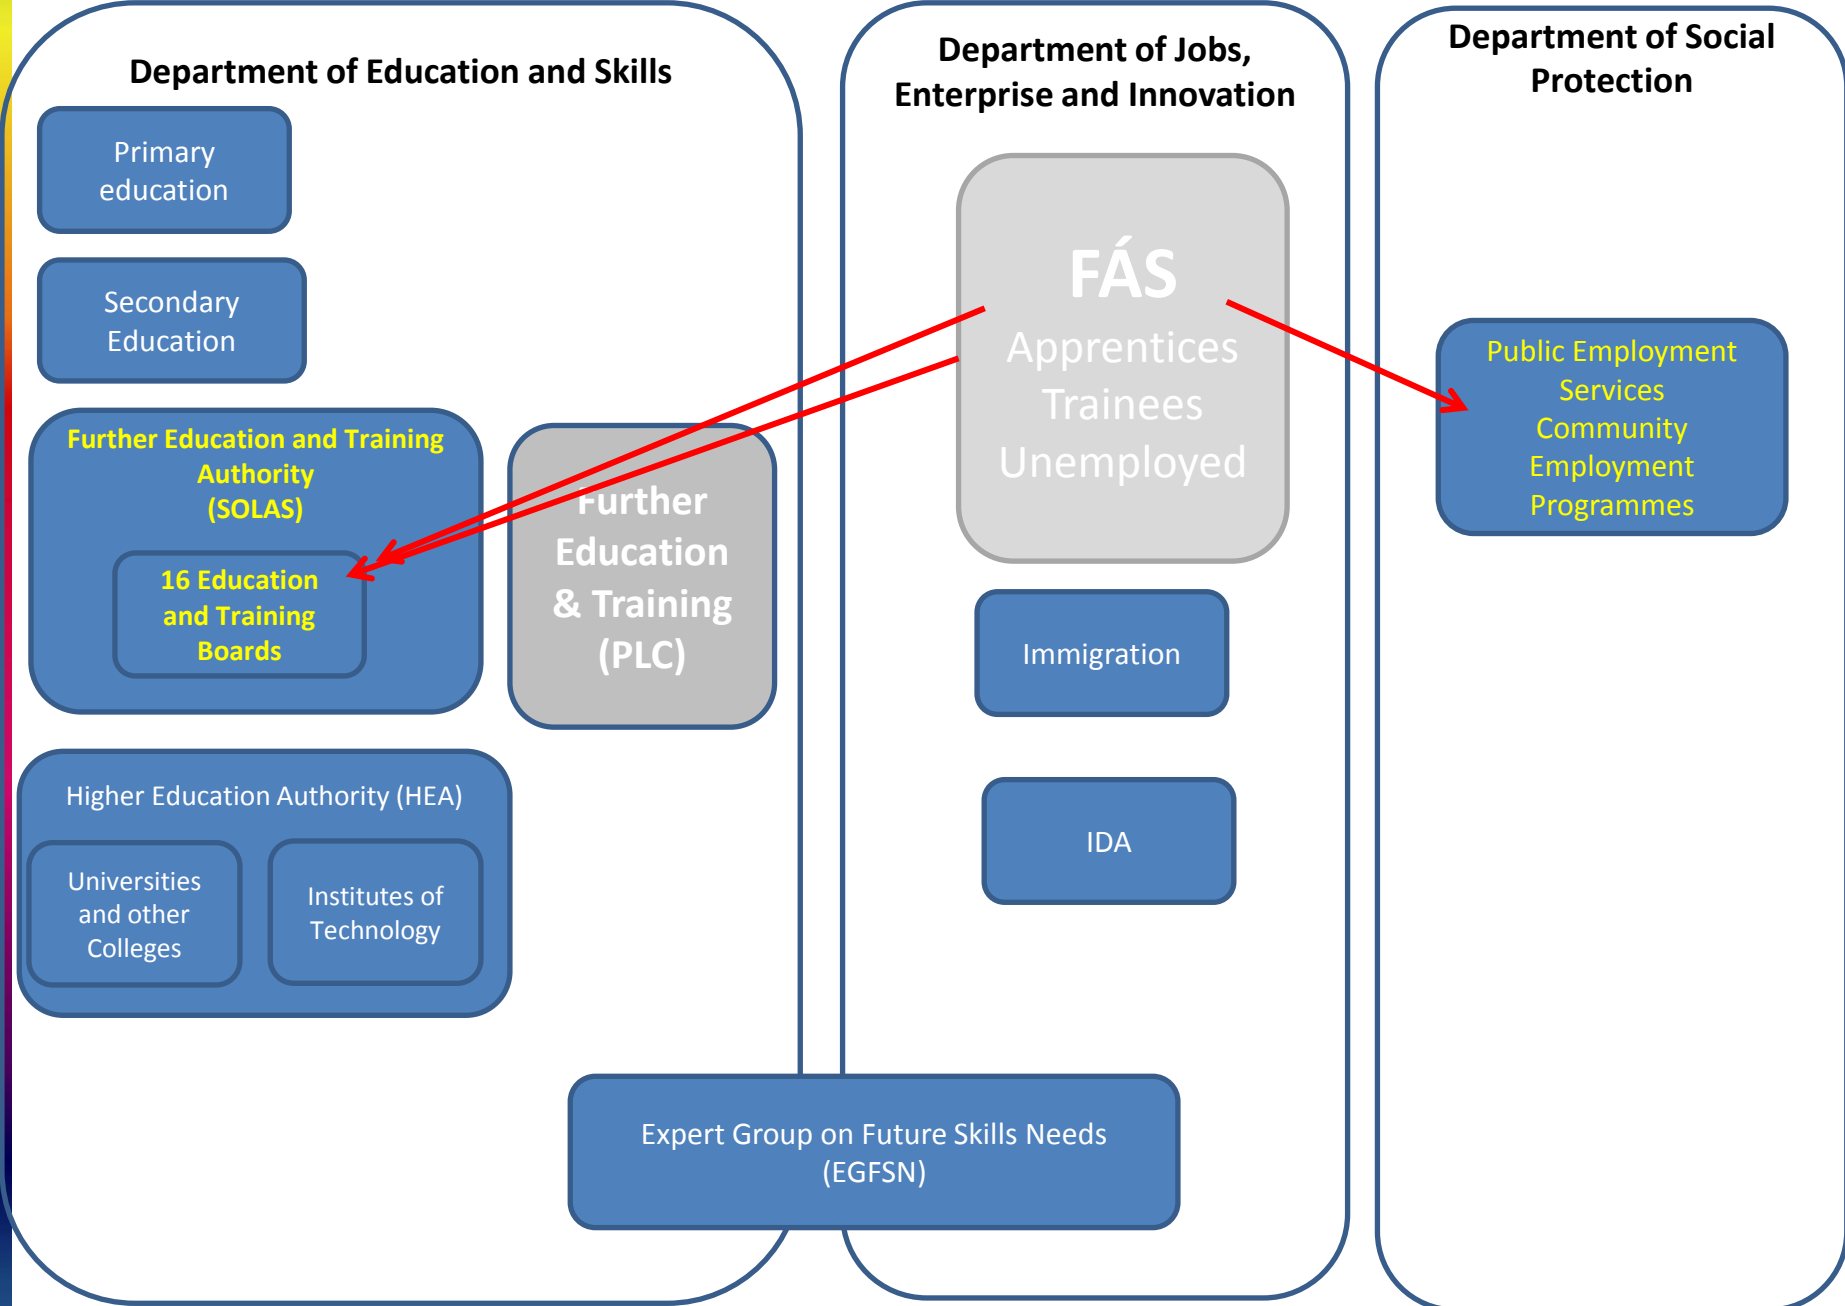 Department of Education and Skills
Primary
education
Secondary
Education
Further Education and Training
Authority
(SOLAS)
16 Education
and Training
Boards
Further
Education
& Training
(PLC)
Higher Education Authority (HEA)
Universities
and other
Colleges
Institutes of
Technology
Department of Jobs,
Enterprise and Innovation
FÁS
Apprentices
Trainees
Unemployed
Immigration
IDA
Expert Group on Future Skills Needs
(EGFSN)
Department of Social
Protection
Public Employment
Services
Community
Employment
Programmes